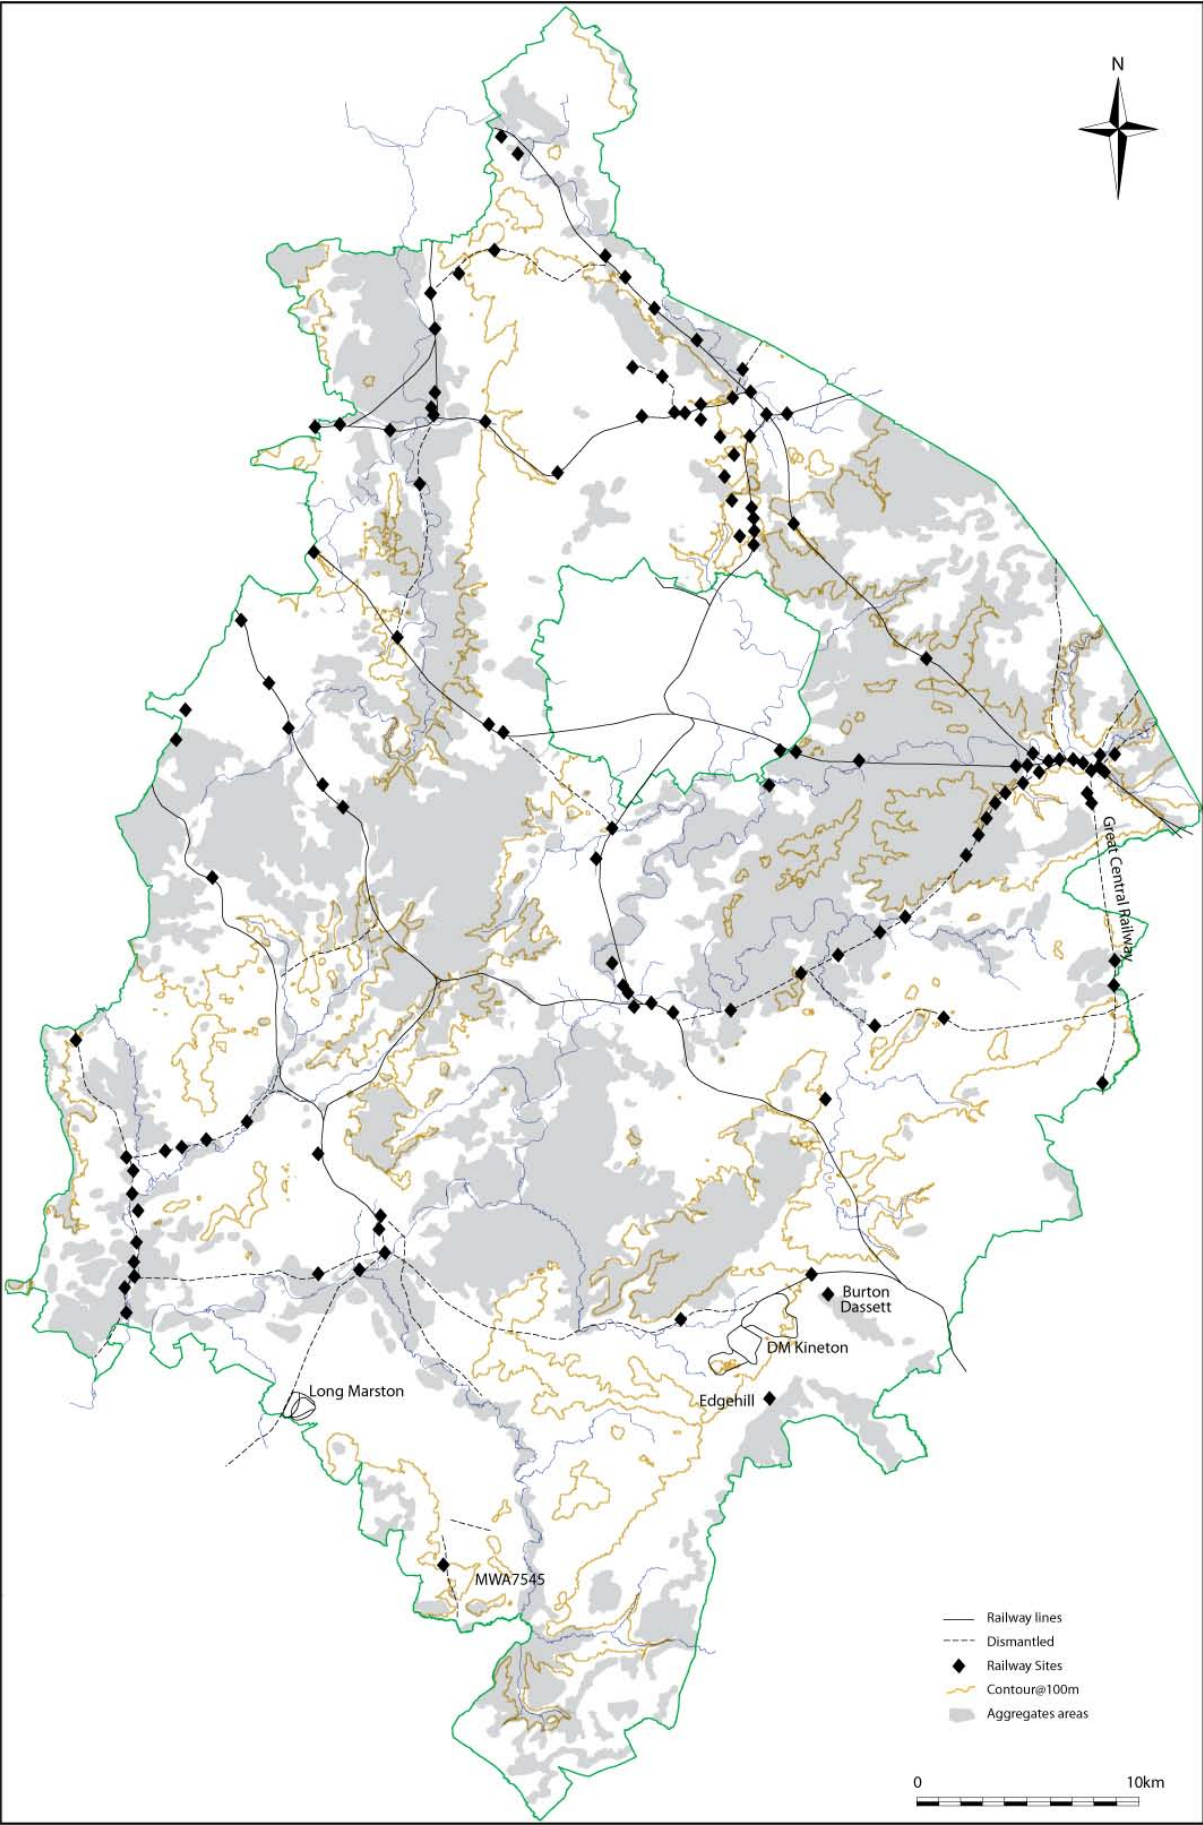 N
Great Central Railway
Burton
Dassett
DM Kineton
Long Marston
Edgehill
MWA7545
Railway lines
Dismantled
Railway Sites
Contour@100m
Aggregates areas
0 10km